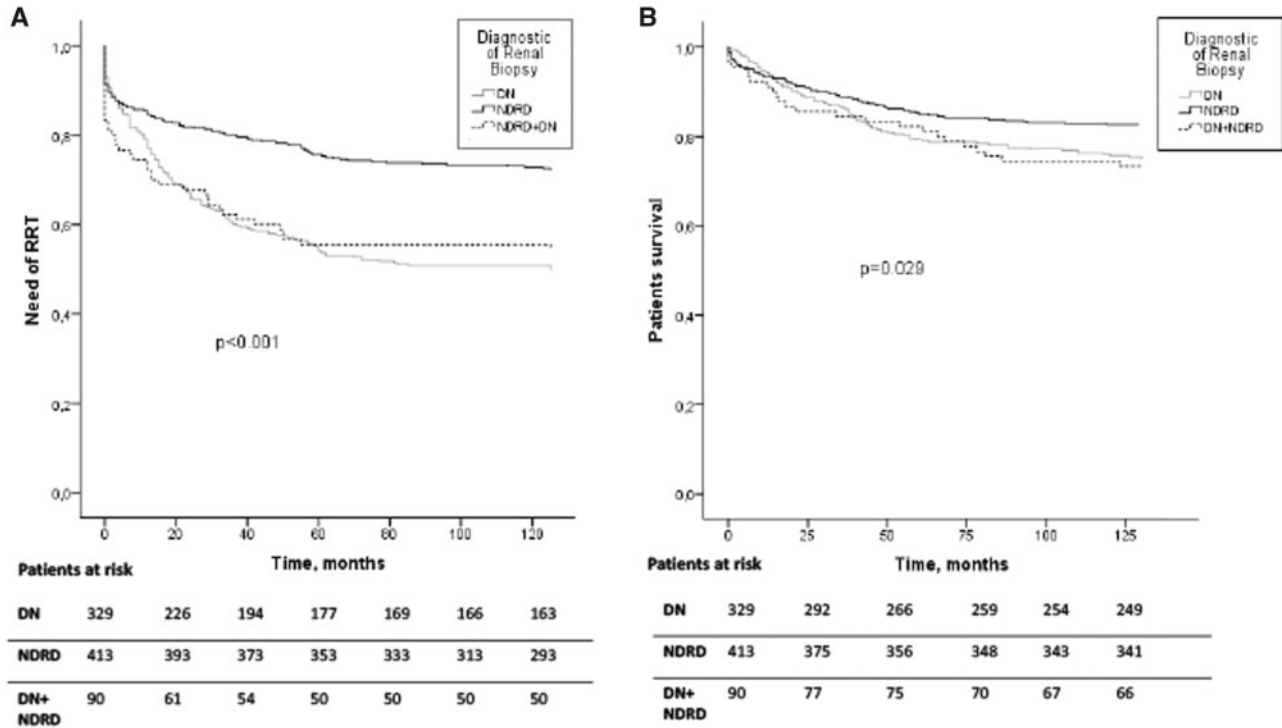 A
Diagnostic
of Renal
Biopsy
DN
NDRD
NDRD+DN
1,0
0,8
0,6
0,4
0,2
0,0
Need of RRT
p<0.001
0 20 40 60 80 100 120
Time, months
Patients at risk
DN 329 226 194 177 169 166 163
NDRD 413 393 373 353 333 313 293
DN+
NDRD 90 61 54 50 50 50 50
B
Diagnostic
of Renal
Biopsy
DN
NDRD
DN+NDRD
1,0
0,8
0,6
0,4
0,2
0,0
Patients survival
p=0.029
0 25 50 75 100 125
Time, months
Patients at risk
DN 329 292 266 259 254 249
NDRD 413 375 356 348 343 341
DN+
NDRD 90 77 75 70 67 66